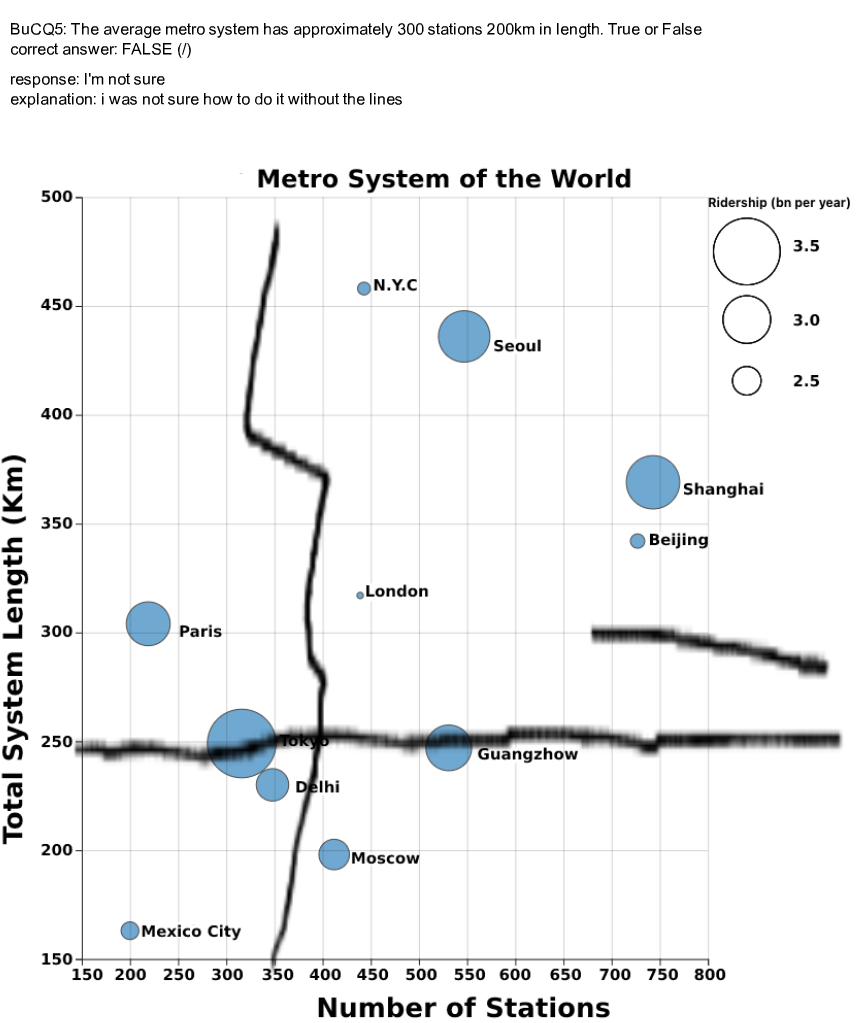 BuCQ5: The average metro system has approximately 300 stations 200km in length. True or False
correct answer: FALSE (/)
response: I'm not sure
explanation: i was not sure how to do it without the lines
Metro System of the World
Ridership (bn per year)
3.5
3.0
2.5
Total System Length (Km)
500
450
400
350
300
250
200
150
N.Y.C
Seoul
Shanghai
Beijing
London
Paris
Tokyo
Guangzhow
Delhi
Moscow
Mexico City
150 200 250 300 350 400 450 500 550 600 650 700 750 800
Number of Stations